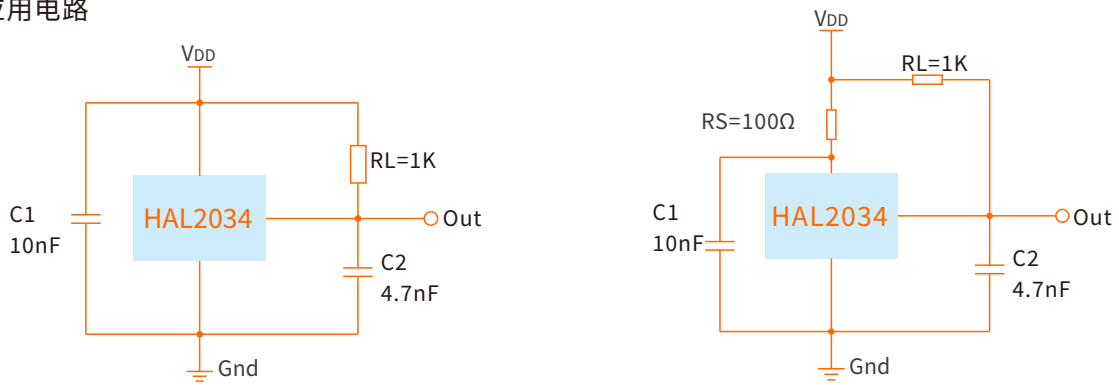 应用电路
VDD
RL=1K
HAL2034
C1
10nF
Out
C2
4.7nF
Gnd
VDD
RL=1K
RS=100Ω
C1
10nF
HAL2034
Out
C2
4.7nF
Gnd